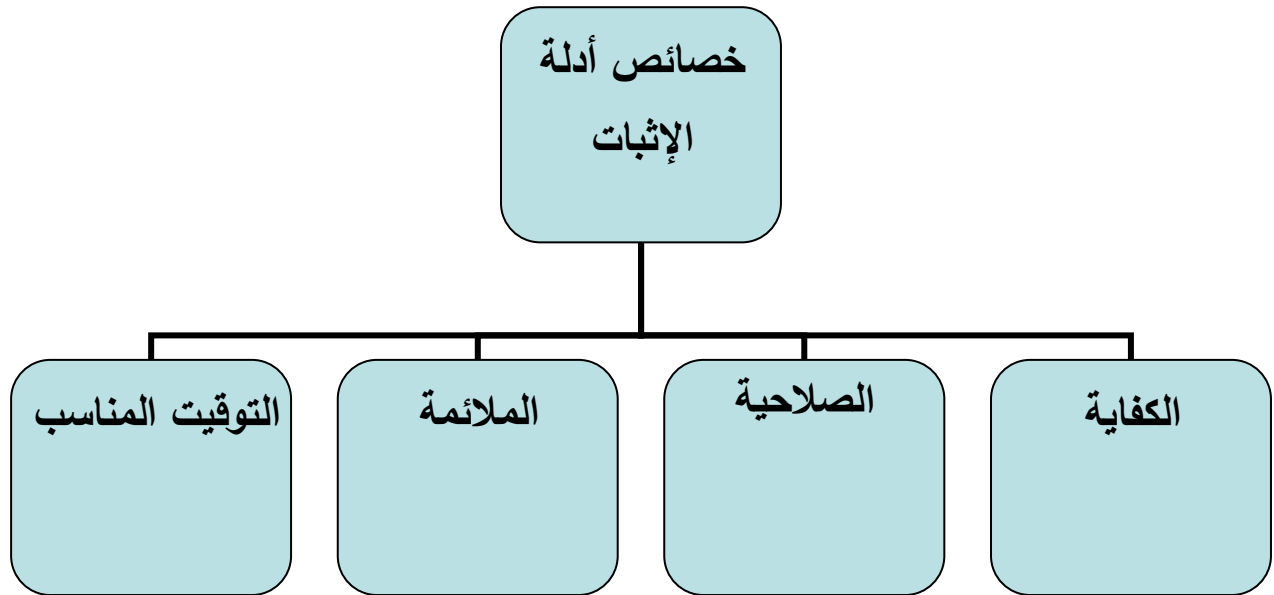 خصائص أدلة
الإثبات
الكفاية
الصلاحية
الملائمة
التوقيت المناسب